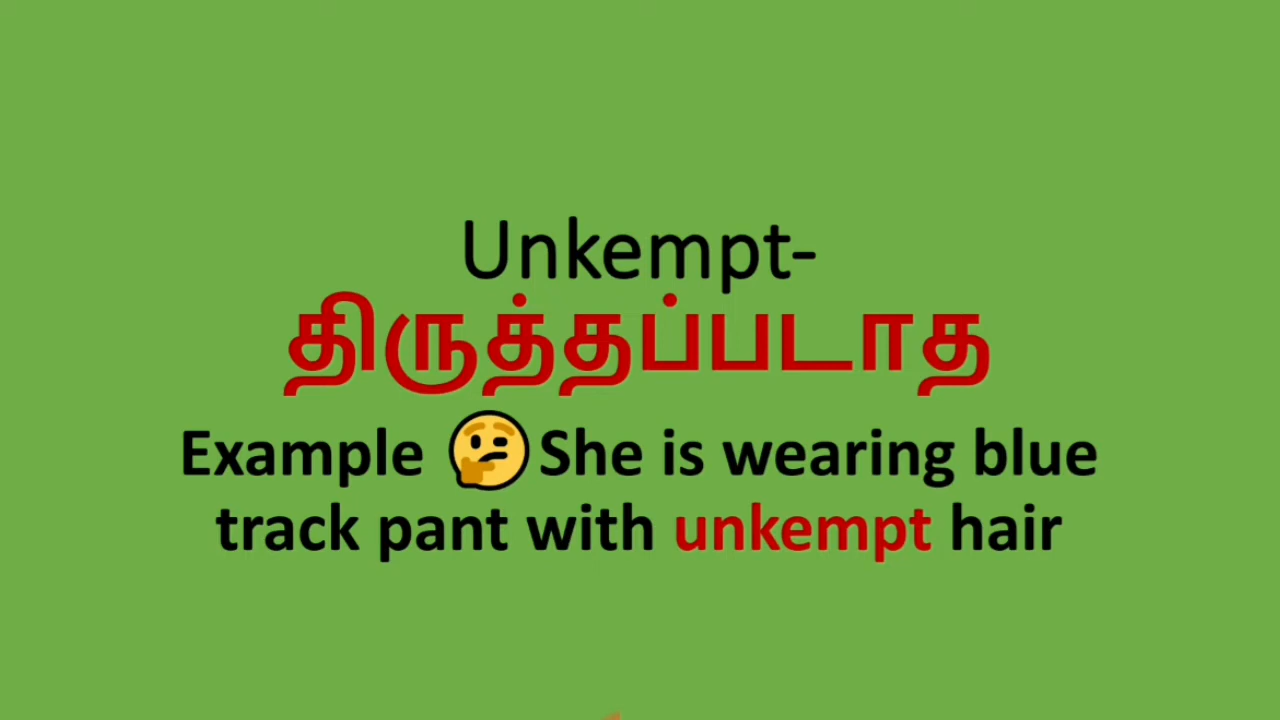 Unkempt-
திருத்தப்படாத
Example 🤔She is wearing blue
track pant with unkempt hair